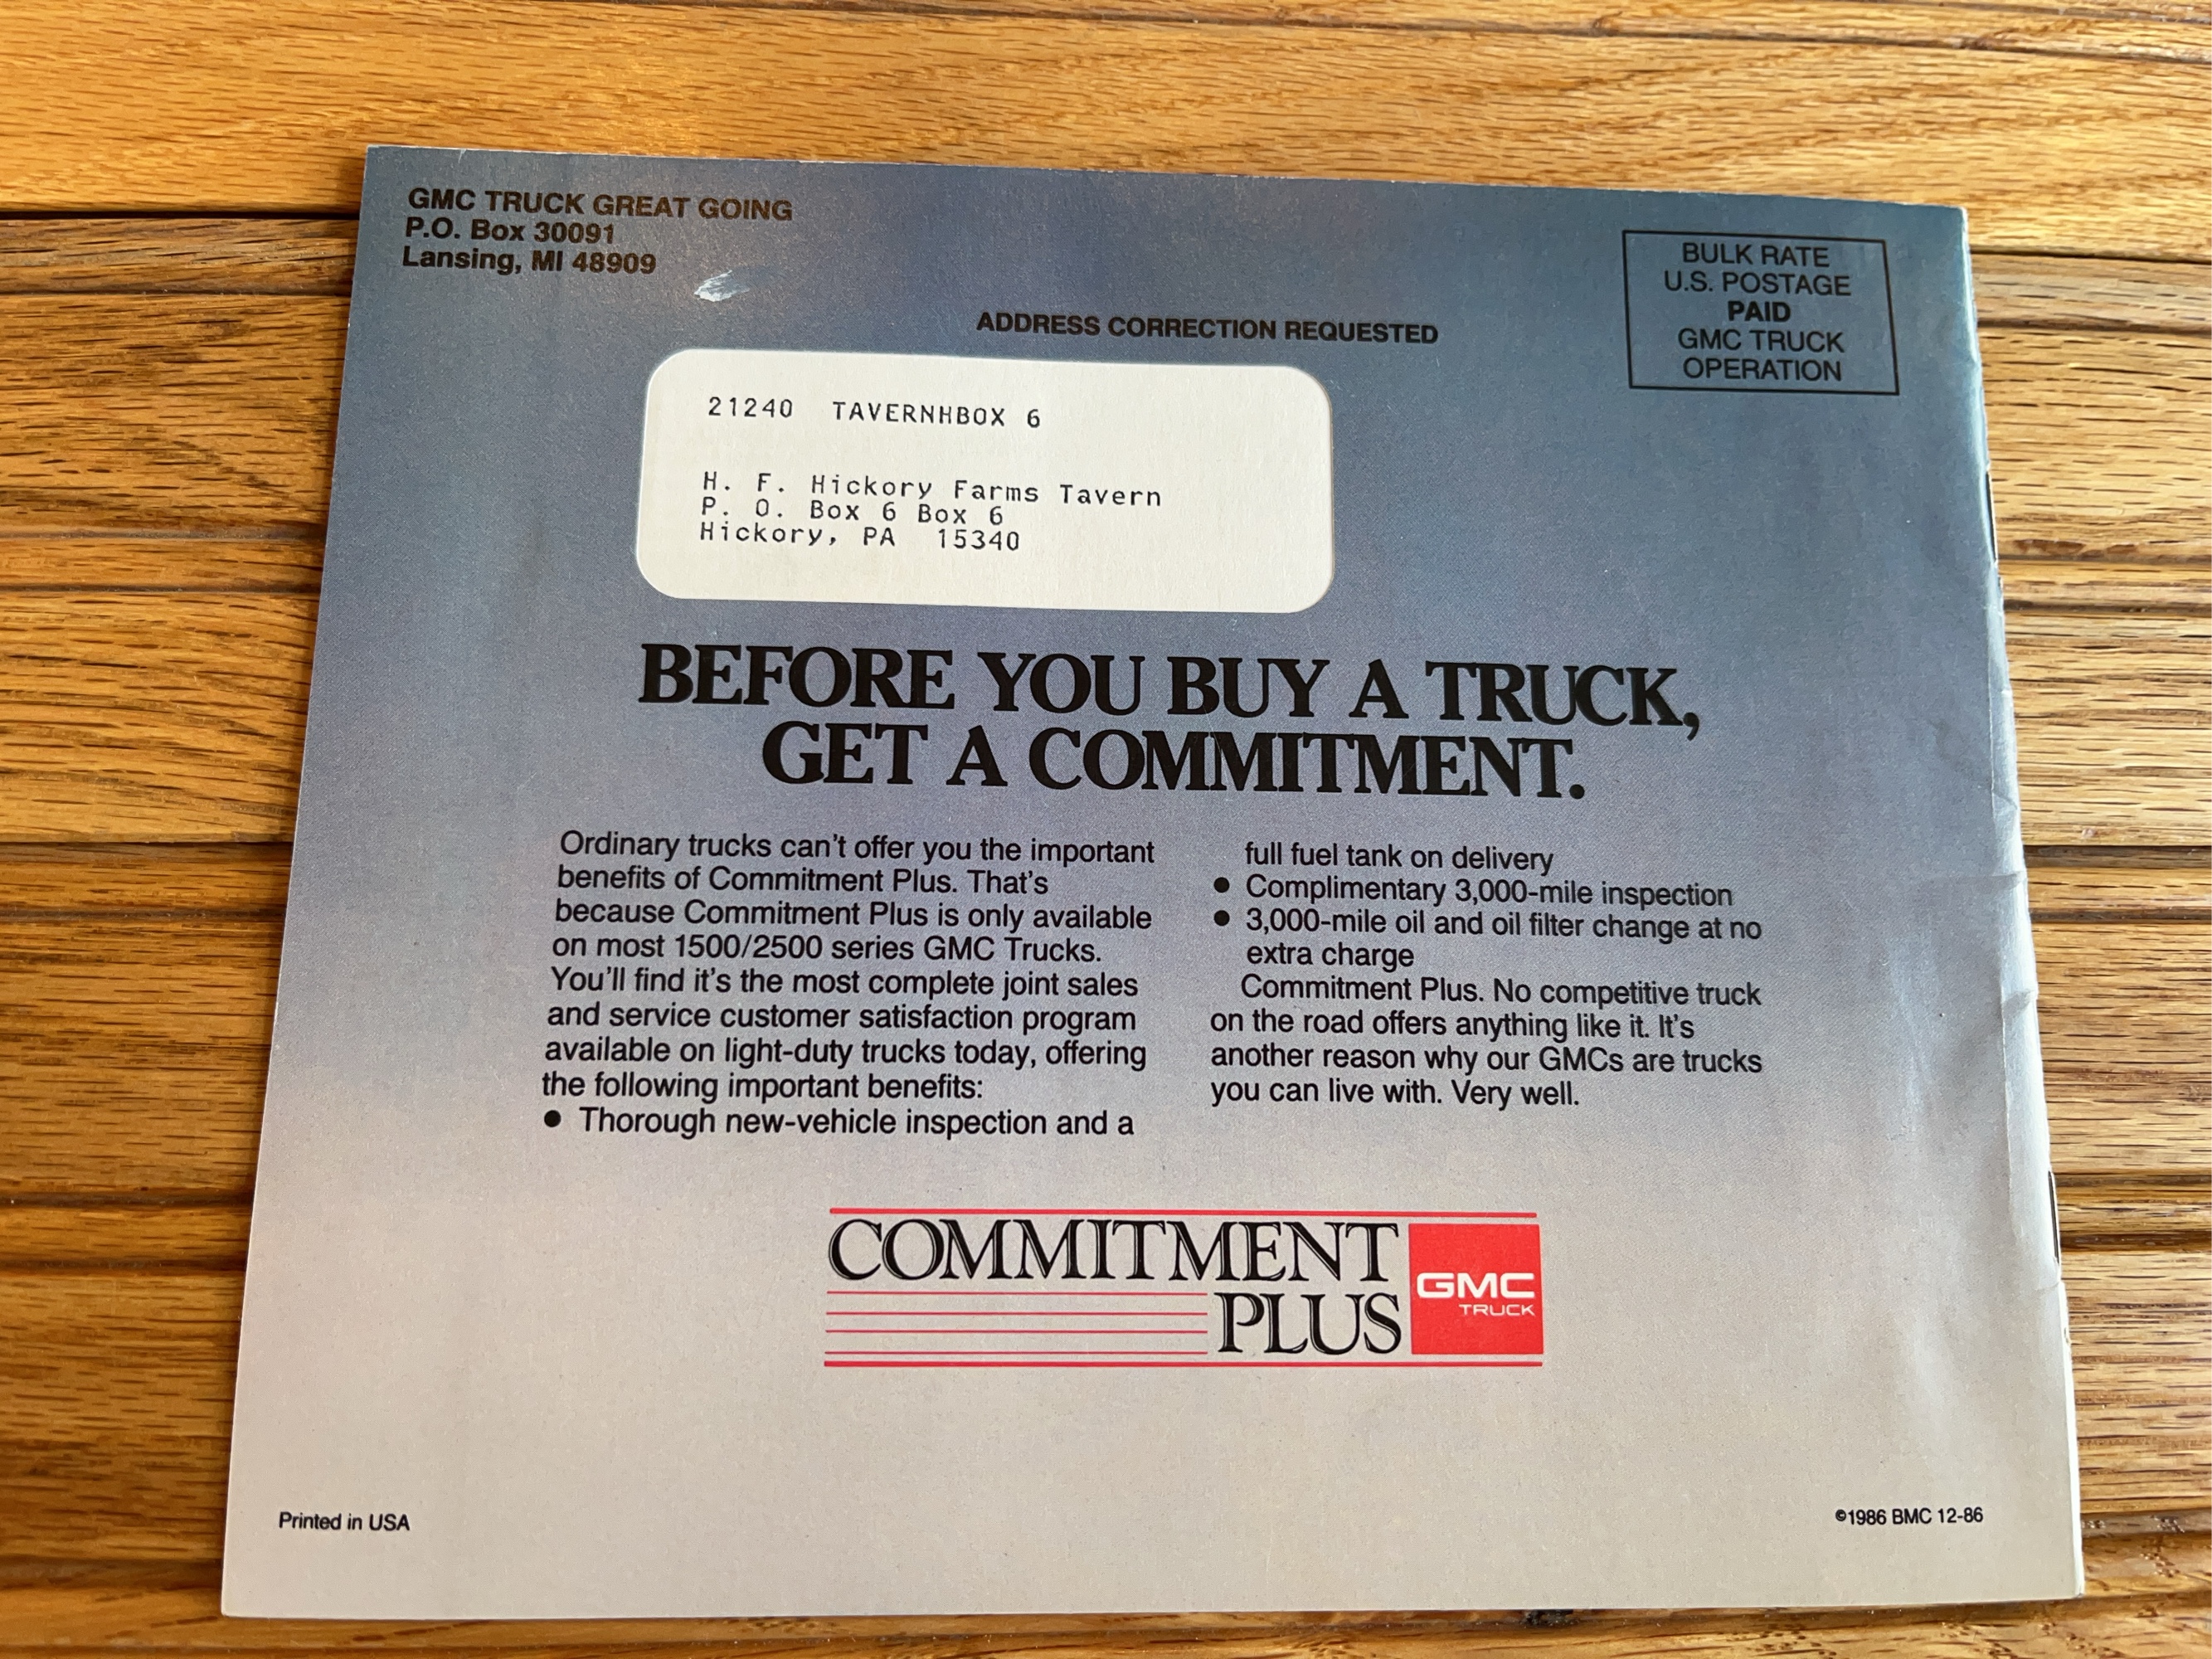 GMC TRUCK GREAT GOING
P.O. Box 30091
Lansing, MI 48909
BULK RATE
U.S. POSTAGE
PAID
GMC TRUCK
OPERATION
ADDRESS CORRECTION REQUESTED
21240 TAVERNHBOX 6
H. F. Hickory Farms Tavern
P. O. Box 6 Box 6
Hickory, PA 15340
BEFORE YOU BUY A TRUCK,
GET A COMMITMENT.
Ordinary trucks can't offer you the important
benefits of Commitment Plus. That's
because Commitment Plus is only available
on most 1500/2500 series GMC Trucks.
You'll find it's the most complete joint sales
and service customer satisfaction program
available on light-duty trucks today, offering
the following important benefits:
● Thorough new-vehicle inspection and a
full fuel tank on delivery
● Complimentary 3,000-mile inspection
● 3,000-mile oil and oil filter change at no
extra charge
Commitment Plus. No competitive truck
on the road offers anything like it. It's
another reason why our GMCs are trucks
you can live with. Very well.
COMMITMENT
PLUS
GMC
TRUCK
Printed in USA
©1986 BMC 12-86